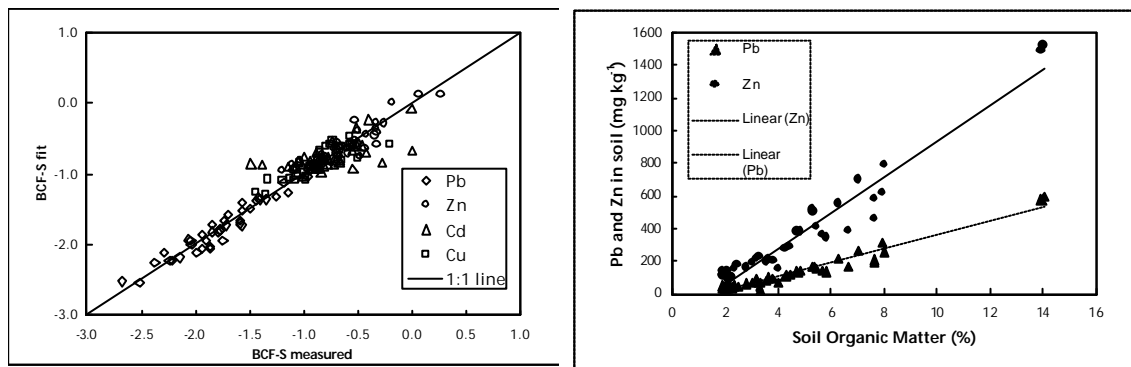 1.0
0.0
-1.0
-2.0
-3.0
BCF-S fit
Pb
Zn
Cd
Cu
1:1 line
-3.0 -2.5 -2.0 -1.5 -1.0 -0.5 0.0 0.5 1.0
BCF-S measured
1600
1400
1200
1000
800
600
400
200
0
Pb and Zn in soil (mg kg-1)
Pb
Zn
Linear (Zn)
Linear
(Pb)
0 2 4 6 8 10 12 14 16
Soil Organic Matter (%)